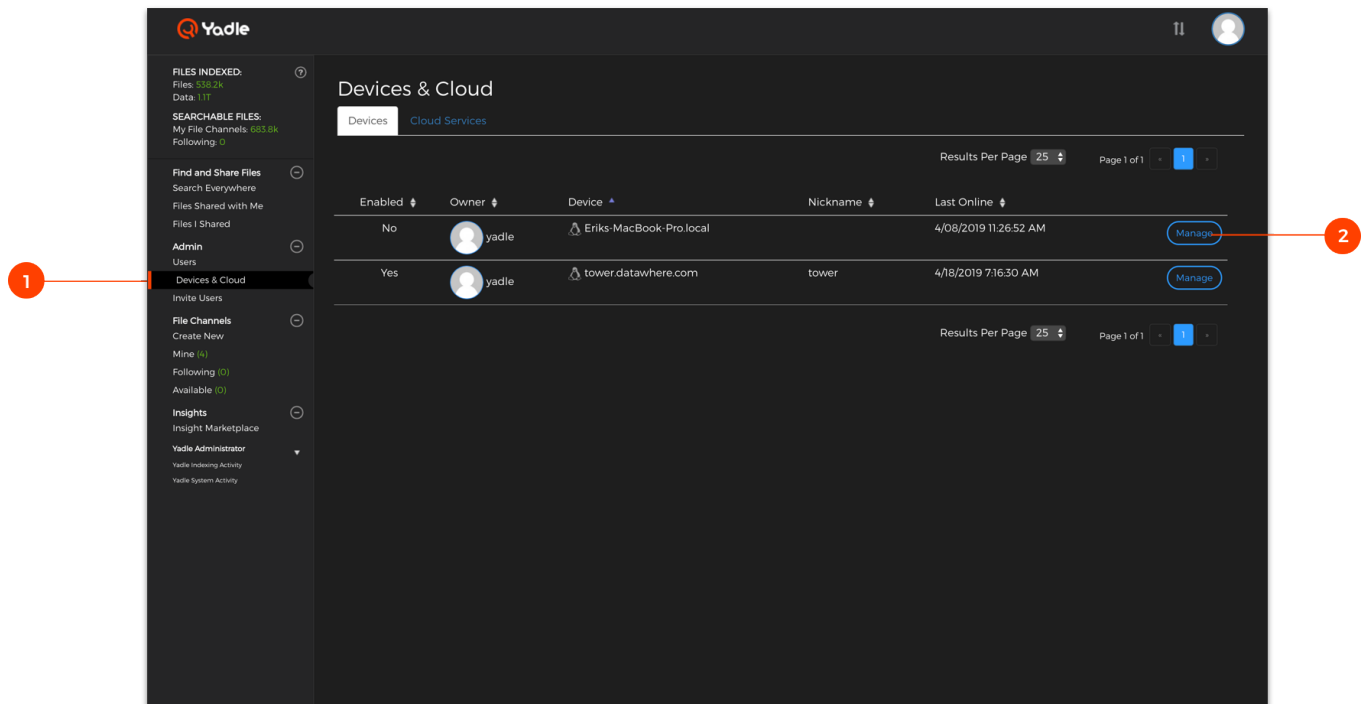 Yadle
FILES INDEXED:
Files: 538.2k
Data: 1.1T
SEARCHABLE FILES:
My File Channels: 683.8k
Following: 0
Find and Share Files
Search Everywhere
Files Shared with Me
Files I Shared
Admin
Users
1
Devices & Cloud
Invite Users
File Channels
Create New
Mine (4)
Following (0)
Available (0)
Insights
Insight Marketplace
Yadle Administrator
Yadle Indexing Activity
Yadle System Activity
Devices & Cloud
Devices Cloud Services
Results Per Page 25 Page 1 of 1 « 1 »
Enabled Owner Device Nickname Last Online
No yadle Eriks-MacBook-Pro.local 4/08/2019 11:26:52 AM Manage
2
Yes yadle tower.datawhere.com tower 4/18/2019 7:16:30 AM Manage
Results Per Page 25 Page 1 of 1 « 1 »